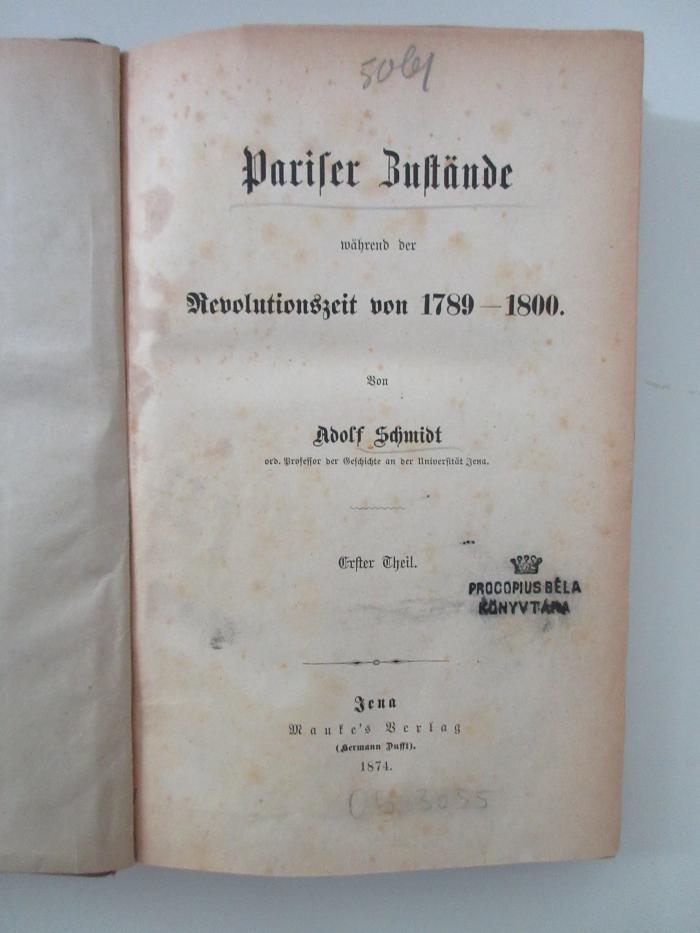 5061
Pariser Zustände
während der
Revolutionszeit von 1789—1800.
Von
Adolf Schmidt
ord. Professor der Geschichte an der Universität Jena.
Erster Theil.
PROCOPIUS BÉLA
KÖNYVTÁRA
Jena
Mauke's Verlag
(Hermann Dufft).
1874.
3055